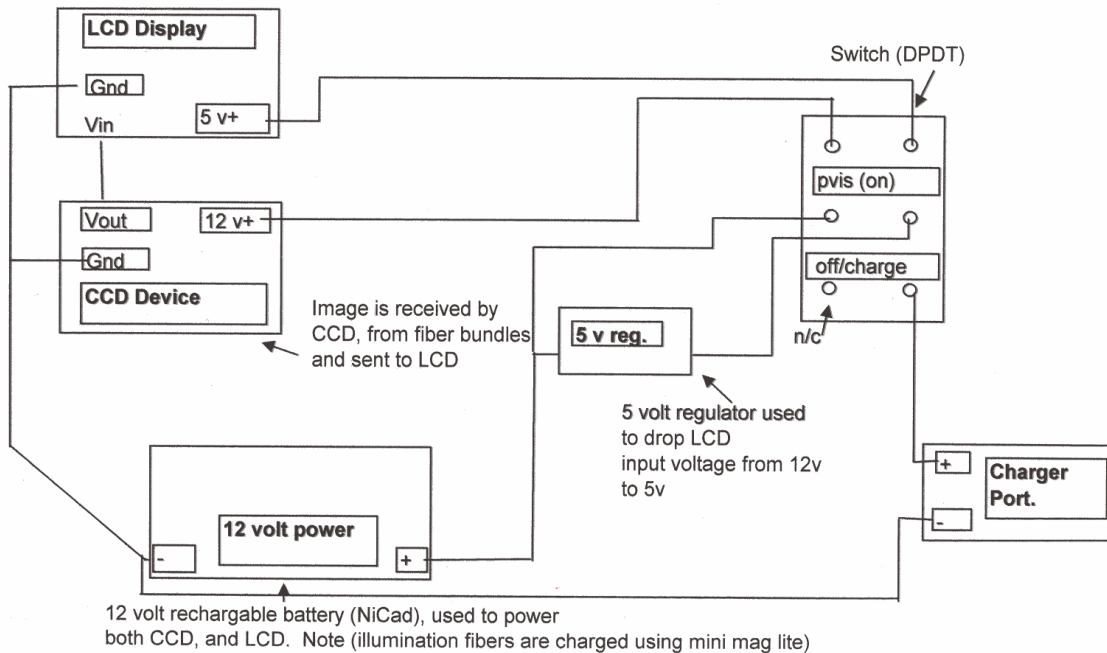 LCD Display
Gnd
5 v+
Vin
Switch (DPDT)
pvis (on)
Vout
12 v+
Gnd
CCD Device
off/charge
n/c
Image is received by
CCD, from fiber bundles
and sent to LCD
5 v reg.
5 volt regulator used
to drop LCD
input voltage from 12v
to 5v
+
Charger
Port.
-
12 volt power
-
+
12 volt rechargable battery (NiCad), used to power
both CCD, and LCD.  Note (illumination fibers are charged using mini mag lite)